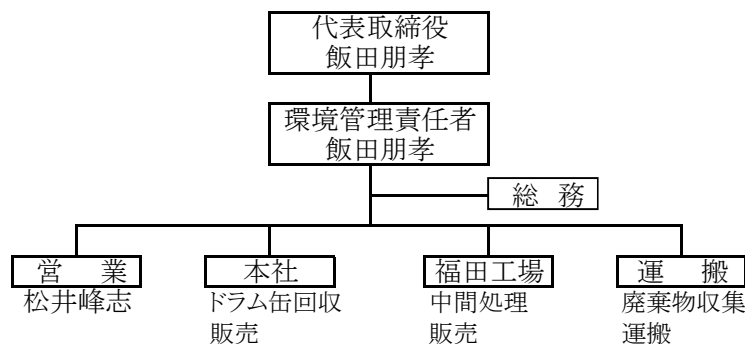 代表取締役
飯田朋孝
環境管理責任者
飯田朋孝
総 務
営 業
松井峰志
本社
ドラム缶回収
販売
福田工場
中間処理
販売
運 搬
廃棄物収集
運搬